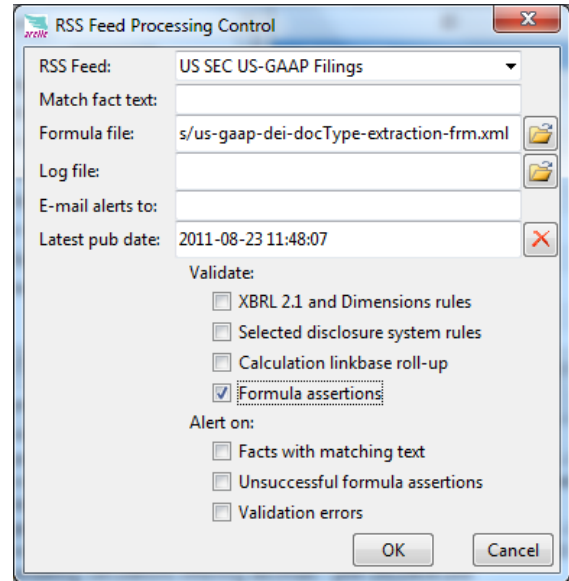 arelle RSS Feed Processing Control
RSS Feed: US SEC US-GAAP Filings
Match fact text:
Formula file: s/us-gaap-dei-docType-extraction-frm.xml
Log file:
E-mail alerts to:
Latest pub date: 2011-08-23 11:48:07
Validate:
XBRL 2.1 and Dimensions rules
Selected disclosure system rules
Calculation linkbase roll-up
Formula assertions
Alert on:
Facts with matching text
Unsuccessful formula assertions
Validation errors
OK Cancel